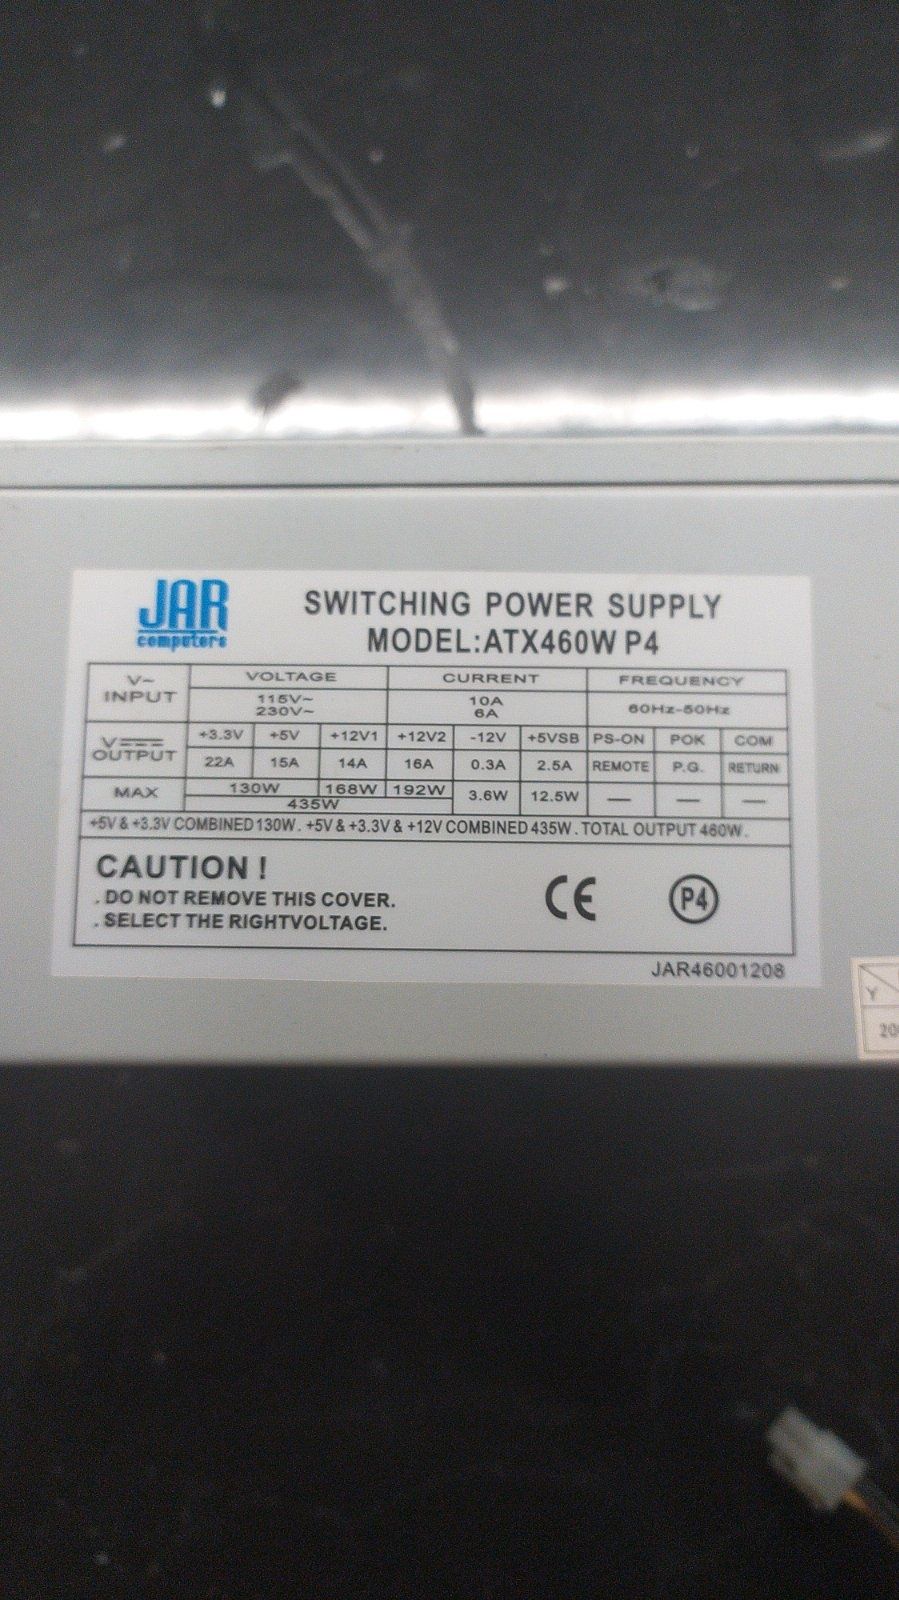 JAR
computers
SWITCHING POWER SUPPLY
MODEL:ATX460W P4
V~ INPUT
VOLTAGE CURRENT FREQUENCY
115V~ 10A 60Hz-50Hz
230V~ 6A
V OUTPUT
+3.3V +5V +12V1 +12V2 -12V +5VSB PS-ON POK COM
22A 15A 14A 16A 0.3A 2.5A REMOTE P.G. RETURN
MAX 130W 168W 192W 3.6W 12.5W — — —
435W
+5V & +3.3V COMBINED 130W . +5V & +3.3V & +12V COMBINED 435W . TOTAL OUTPUT 460W .
CAUTION !
. DO NOT REMOVE THIS COVER.
. SELECT THE RIGHTVOLTAGE.
CE P4
JAR46001208
Y